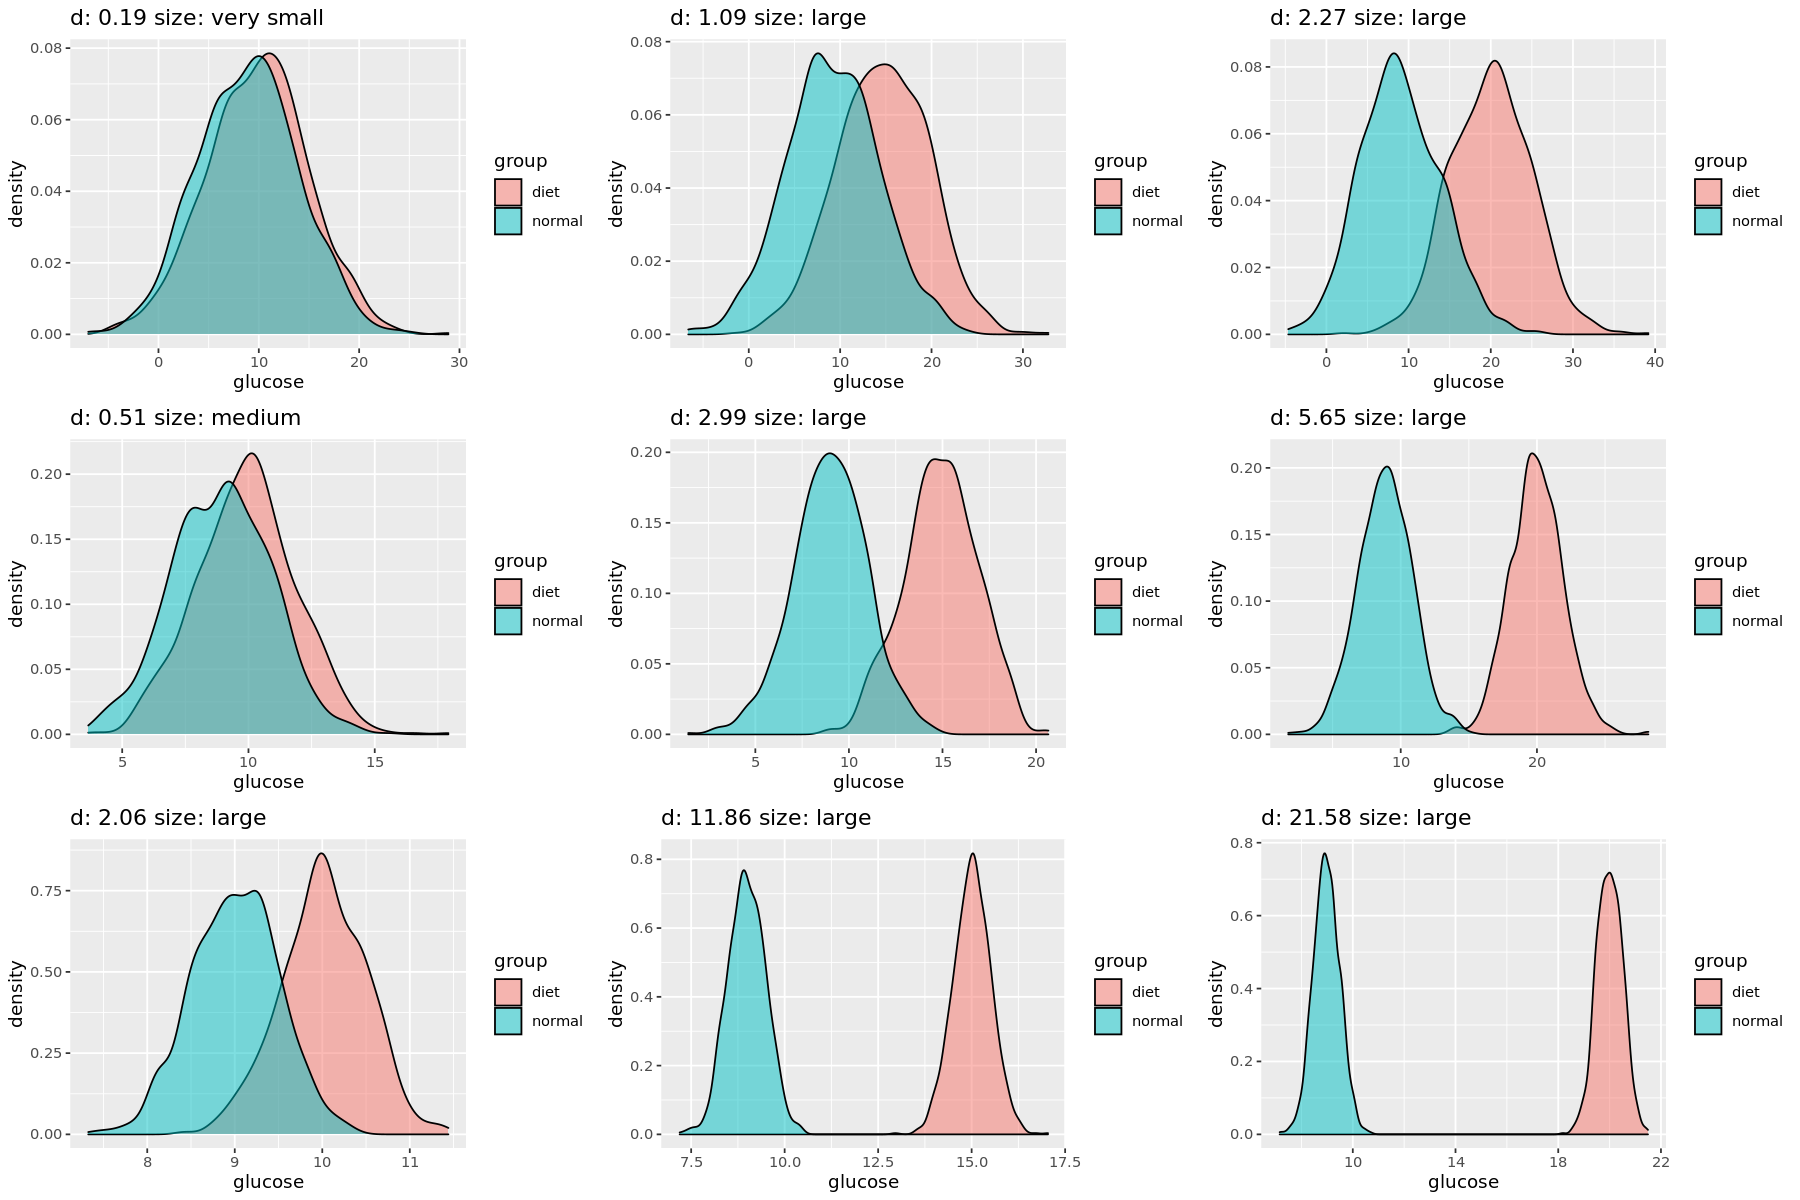 d: 0.19 size: very small
0.08
0.06
0.04
0.02
0.00
density
0 10 20 30
glucose
group
diet
normal
d: 1.09 size: large
0.08
0.06
0.04
0.02
0.00
density
0 10 20 30
glucose
group
diet
normal
d: 2.27 size: large
0.08
0.06
0.04
0.02
0.00
density
0 10 20 30 40
glucose
group
diet
normal
d: 0.51 size: medium
0.20
0.15
0.10
0.05
0.00
density
5 10 15
glucose
group
diet
normal
d: 2.99 size: large
0.20
0.15
0.10
0.05
0.00
density
5 10 15 20
glucose
group
diet
normal
d: 5.65 size: large
0.20
0.15
0.10
0.05
0.00
density
10 20
glucose
group
diet
normal
d: 2.06 size: large
0.75
0.50
0.25
0.00
density
8 9 10 11
glucose
group
diet
normal
d: 11.86 size: large
0.8
0.6
0.4
0.2
0.0
density
7.5 10.0 12.5 15.0 17.5
glucose
group
diet
normal
d: 21.58 size: large
0.8
0.6
0.4
0.2
0.0
density
10 14 18 22
glucose
group
diet
normal